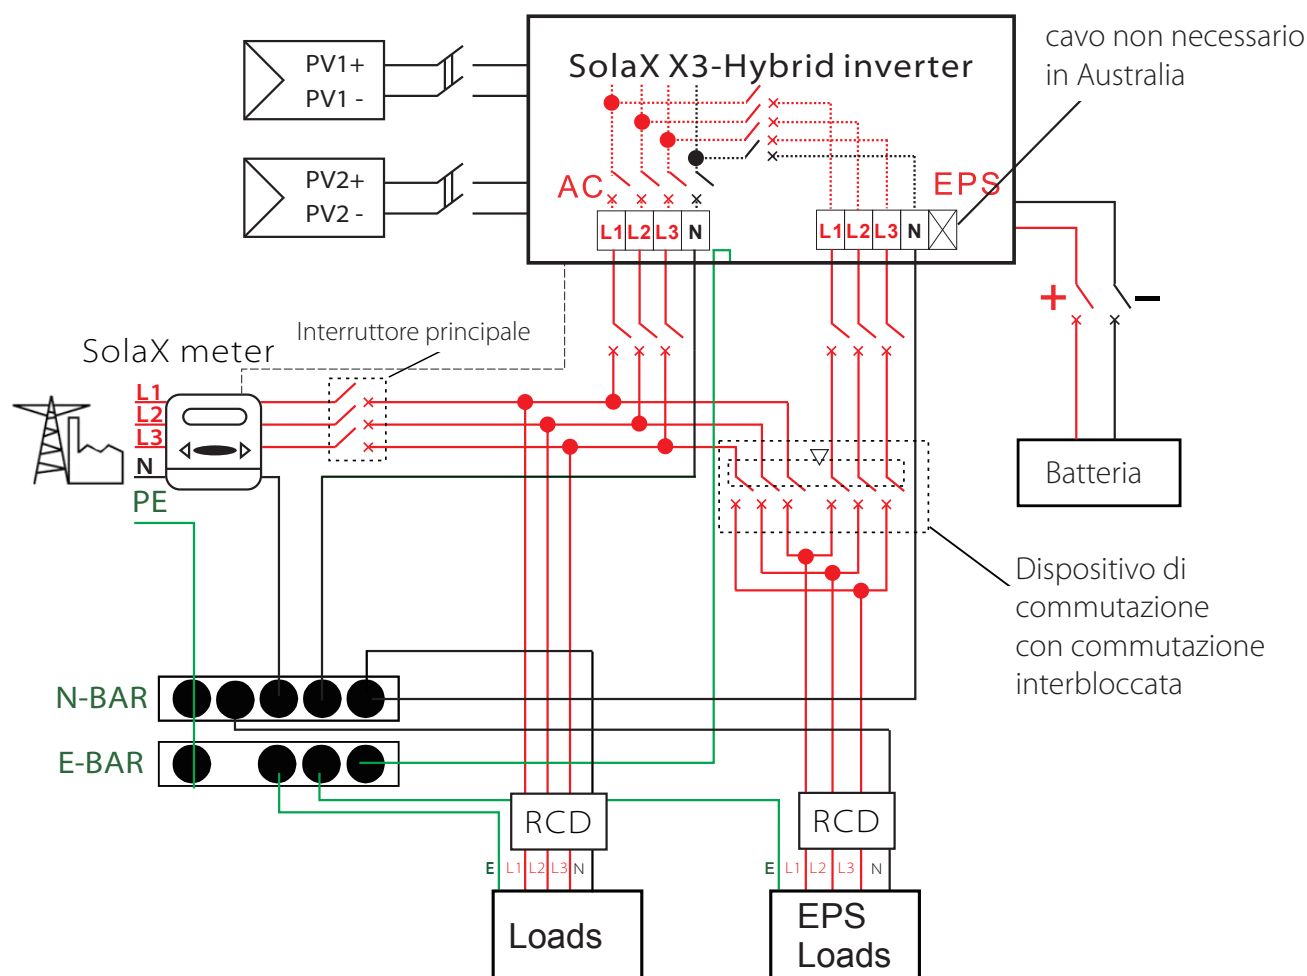 cavo non necessario
in Australia
SolaX X3-Hybrid inverter
PV1+
PV1 -
PV2+
PV2 -
AC
EPS
L1 L2 L3 N
L1 L2 L3 N
+ −
Interruttore principale
SolaX meter
L1
L2
L3
N
PE
Batteria
Dispositivo di
commutazione
con commutazione
interbloccata
N-BAR
E-BAR
RCD
RCD
E L1 L2 L3 N
E L1 L2 L3 N
Loads
EPS
Loads